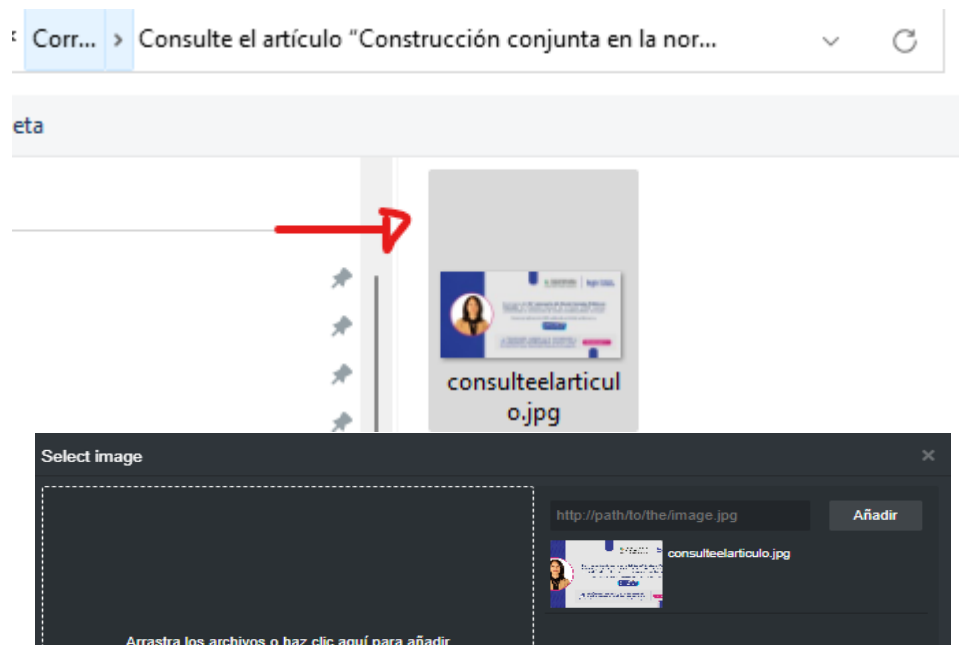 Corr... > Consulte el artículo “Construcción conjunta en la nor...
eta
consulteelarticul
o.jpg
Select image
http://path/to/the/image.jpg
Añadir
consulteelarticulo.jpg
Arrastra los archivos o haz clic aquí para añadir